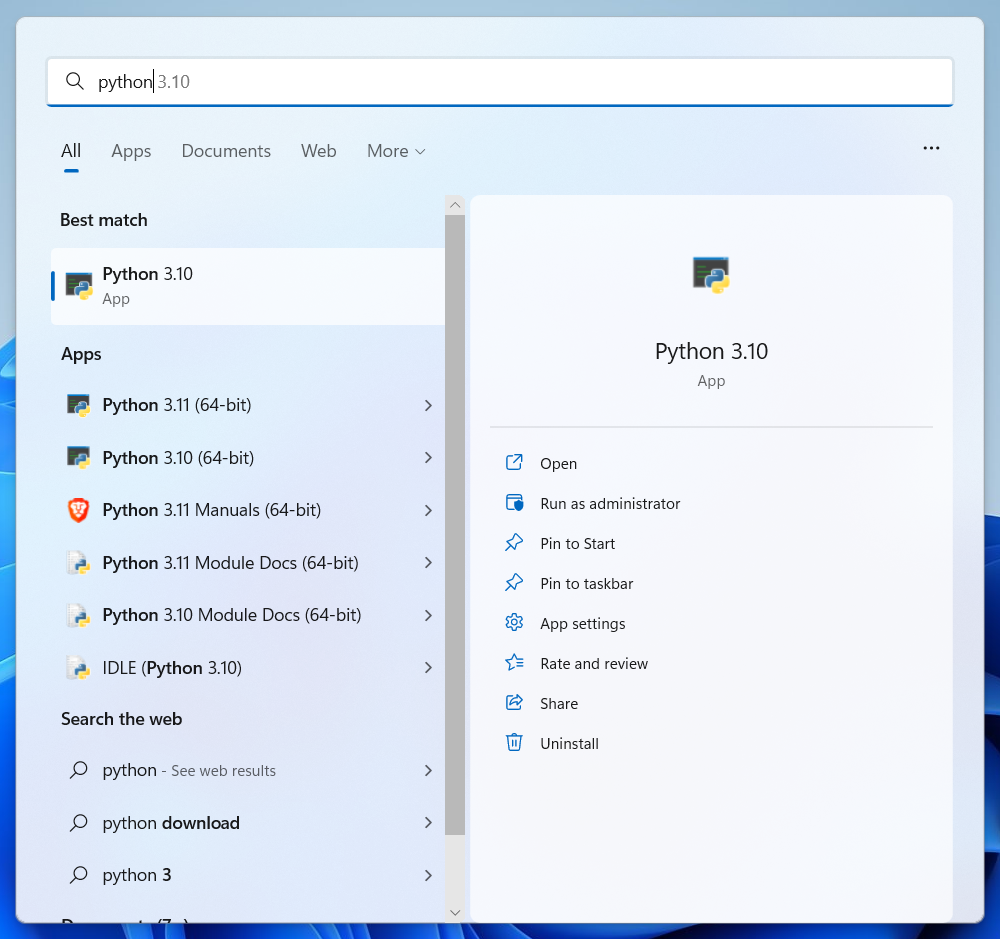 python 3.10
All Apps Documents Web More
Best match
Python 3.10
App
Apps
Python 3.11 (64-bit)
Python 3.10 (64-bit)
Python 3.11 Manuals (64-bit)
Python 3.11 Module Docs (64-bit)
Python 3.10 Module Docs (64-bit)
IDLE (Python 3.10)
Search the web
python - See web results
python download
python 3
Python 3.10
App
Open
Run as administrator
Pin to Start
Pin to taskbar
App settings
Rate and review
Share
Uninstall